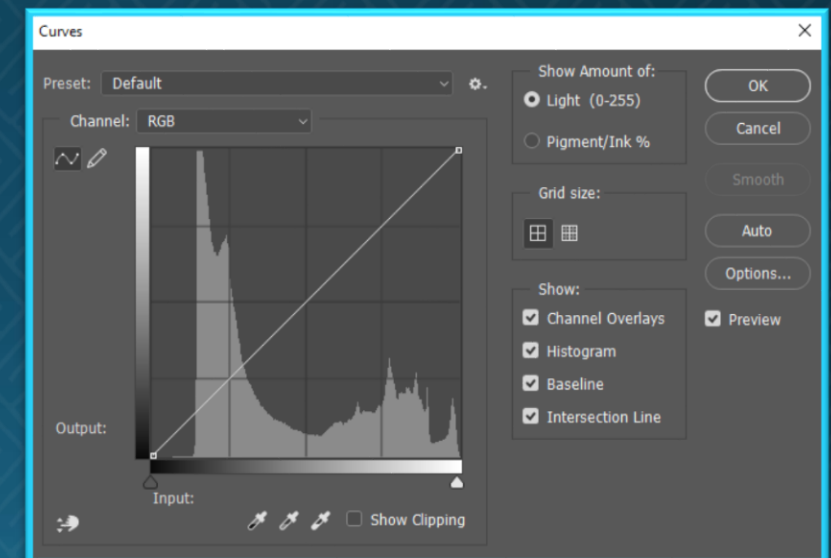 Curves
Preset: Default
Channel: RGB
Output:
Input:
Show Clipping
Show Amount of:
Light (0-255)
Pigment/Ink %
Grid size:
Show:
Channel Overlays
Histogram
Baseline
Intersection Line
OK
Cancel
Smooth
Auto
Options...
Preview